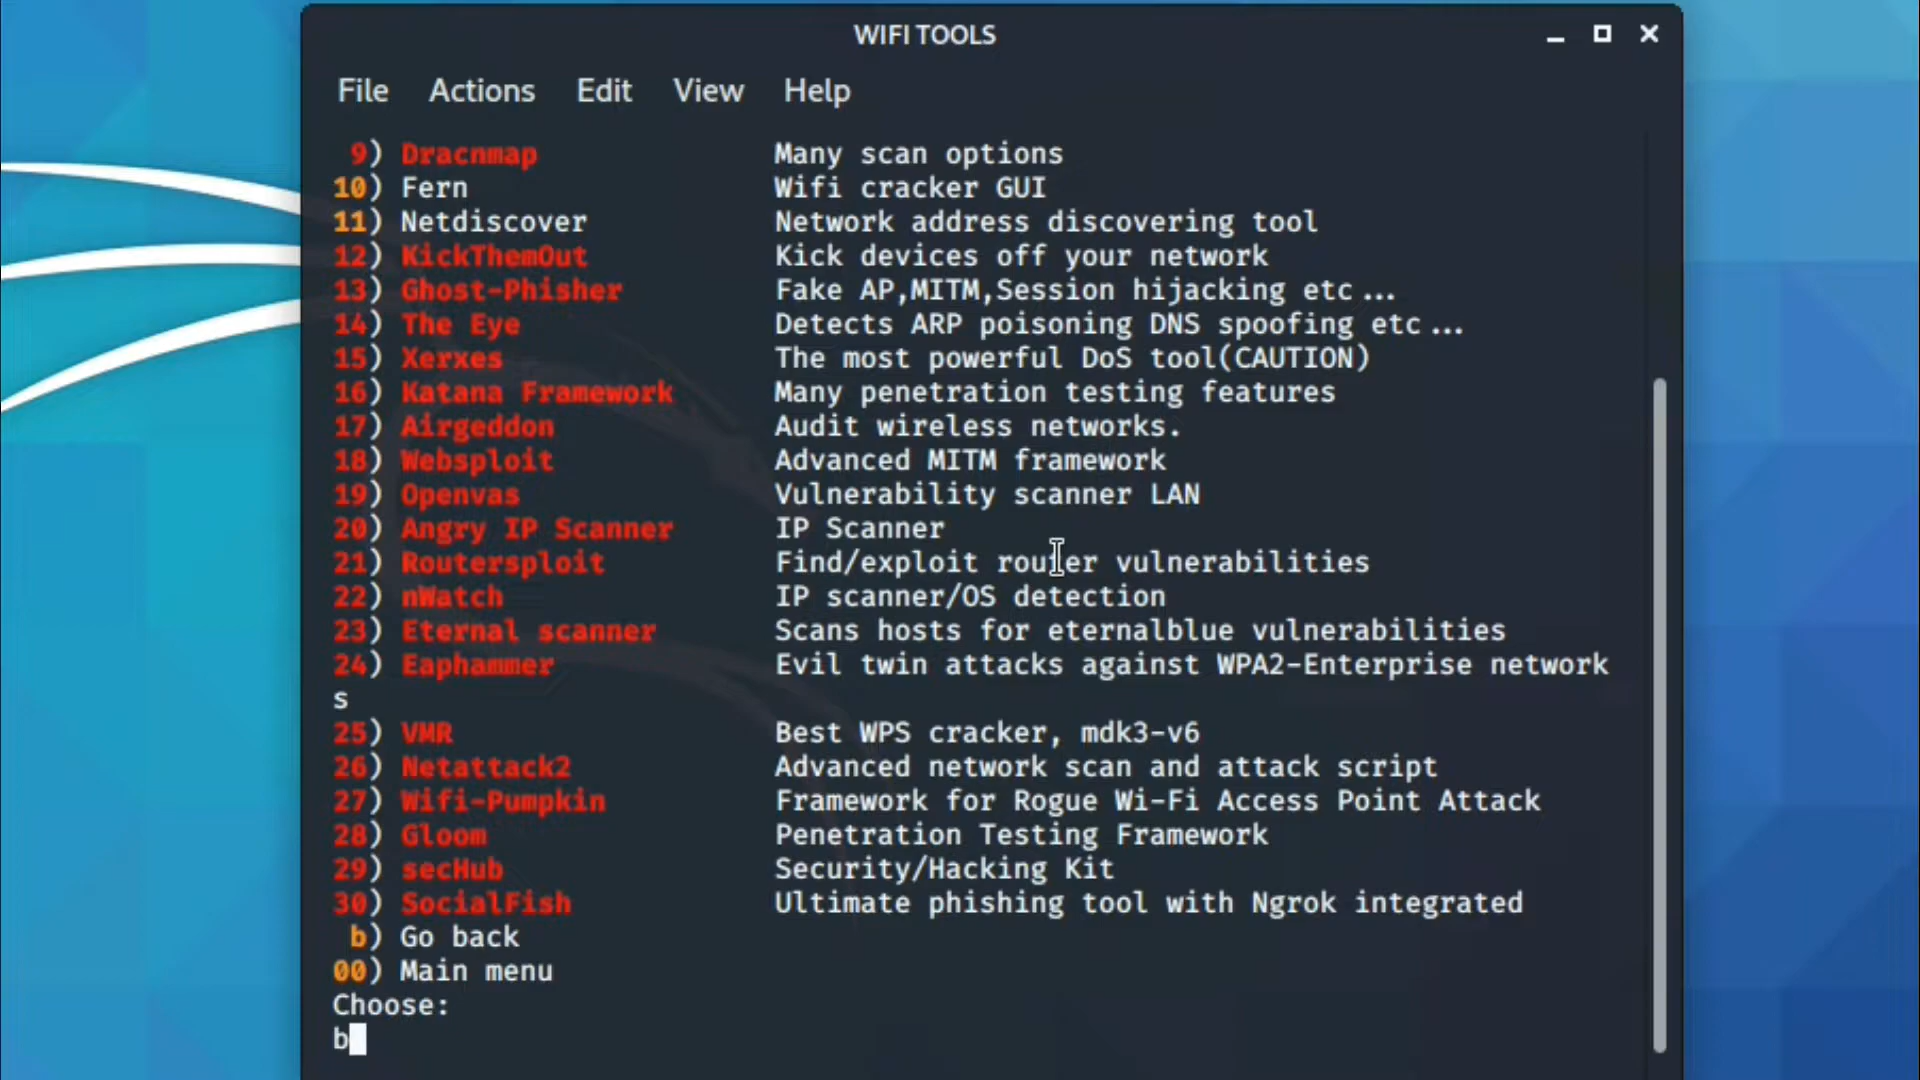 WIFI TOOLS
File Actions Edit View Help
9) Dracnmap Many scan options
10) Fern Wifi cracker GUI
11) Netdiscover Network address discovering tool
12) KickThemOut Kick devices off your network
13) Ghost-Phisher Fake AP,MITM,Session hijacking etc...
14) The Eye Detects ARP poisoning DNS spoofing etc...
15) Xerxes The most powerful DoS tool(CAUTION)
16) Katana Framework Many penetration testing features
17) Airgeddon Audit wireless networks.
18) Websploit Advanced MITM framework
19) Openvas Vulnerability scanner LAN
20) Angry IP Scanner IP Scanner
21) Routersploit Find/exploit router vulnerabilities
22) nWatch IP scanner/OS detection
23) Eternal scanner Scans hosts for eternalblue vulnerabilities
24) Eaphammer Evil twin attacks against WPA2-Enterprise network
s
25) VMR Best WPS cracker, mdk3-v6
26) Netattack2 Advanced network scan and attack script
27) Wifi-Pumpkin Framework for Rogue Wi-Fi Access Point Attack
28) Gloom Penetration Testing Framework
29) secHub Security/Hacking Kit
30) SocialFish Ultimate phishing tool with Ngrok integrated
b) Go back
00) Main menu
Choose:
b